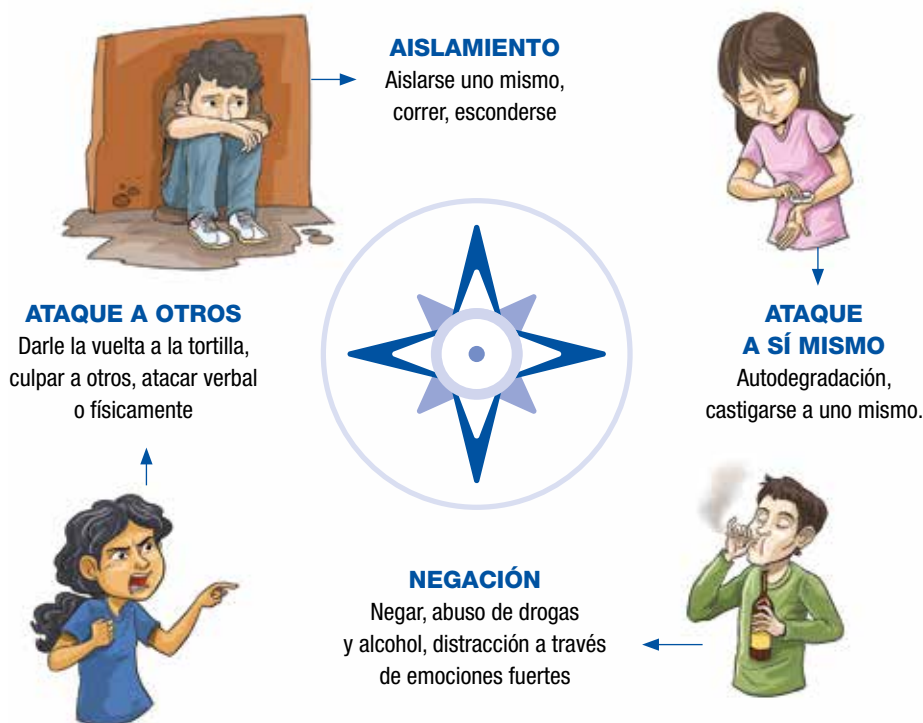 AISLAMIENTO
Aislarse uno mismo,
correr, esconderse
ATAQUE A OTROS
Darle la vuelta a la tortilla,
culpar a otros, atacar verbal
o físicamente
ATAQUE
A SÍ MISMO
Autodegradación,
castigarse a uno mismo.
NEGACIÓN
Negar, abuso de drogas
y alcohol, distracción a través
de emociones fuertes